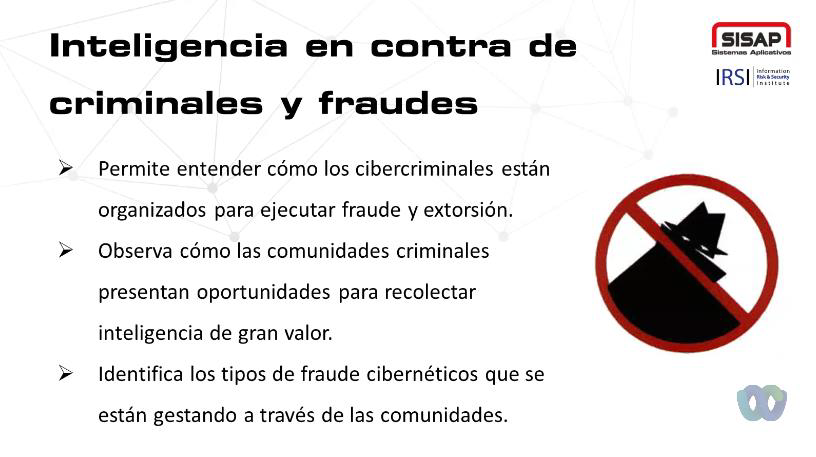 Inteligencia en contra de
criminales y fraudes
SISAP
Sistemas Aplicativos
IRSI
Information
Risk & Security
Institute
Permite entender cómo los cibercriminales están
organizados para ejecutar fraude y extorsión.
Observa cómo las comunidades criminales
presentan oportunidades para recolectar
inteligencia de gran valor.
Identifica los tipos de fraude cibernéticos que se
están gestando a través de las comunidades.